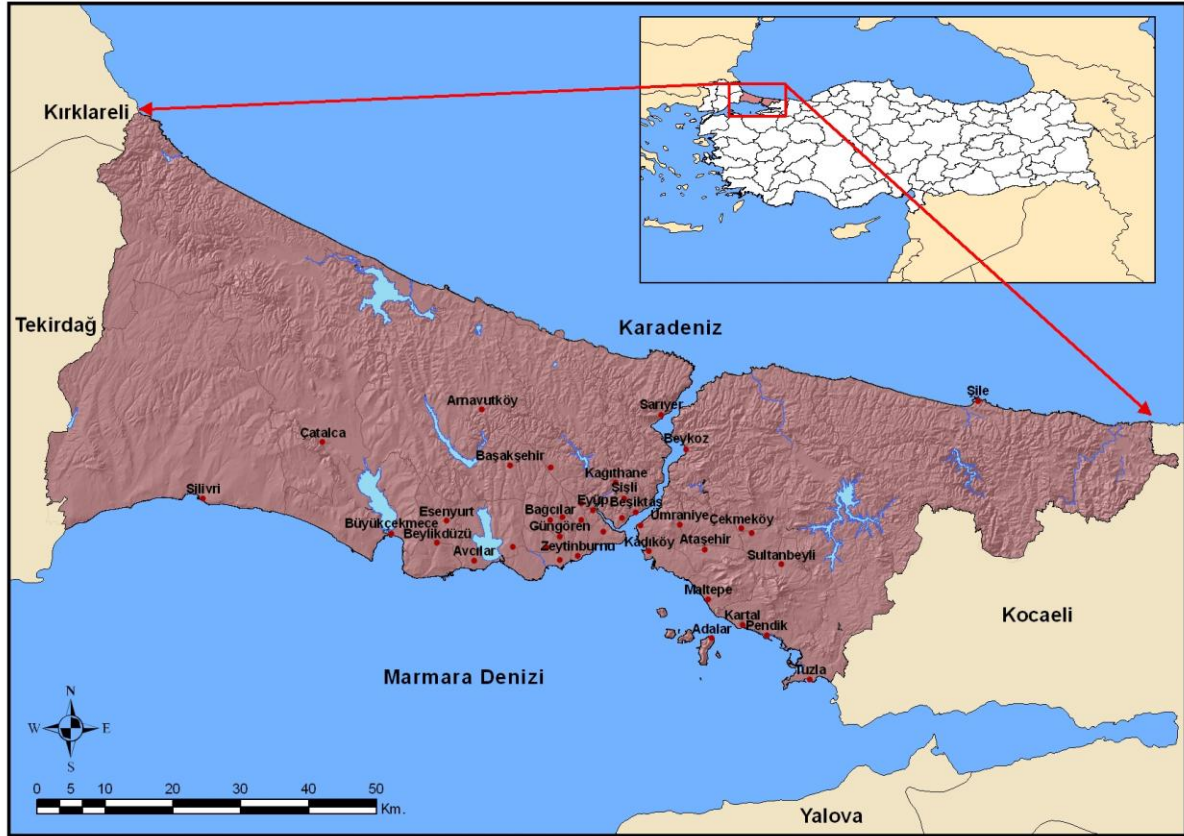 Kırklareli
Tekirdağ
Karadeniz
Şile
Arnavutköy
Sarıyer
Çatalca
Beykoz
Başakşehir
Kağıthane
Şişli
Silivri
Eyüp
Beşiktaş
Esenyurt
Bağcılar
Büyükçekmece
Güngören
Ümraniye
Çekmeköy
Beylikdüzü
Zeytinburnu
Kadıköy
Ataşehir
Avcılar
Sultanbeyli
Maltepe
Kartal
Pendik
Adalar
Kocaeli
Tuzla
Marmara Denizi
N
W
E
S
0 5 10 20 30 40 50
Km.
Yalova